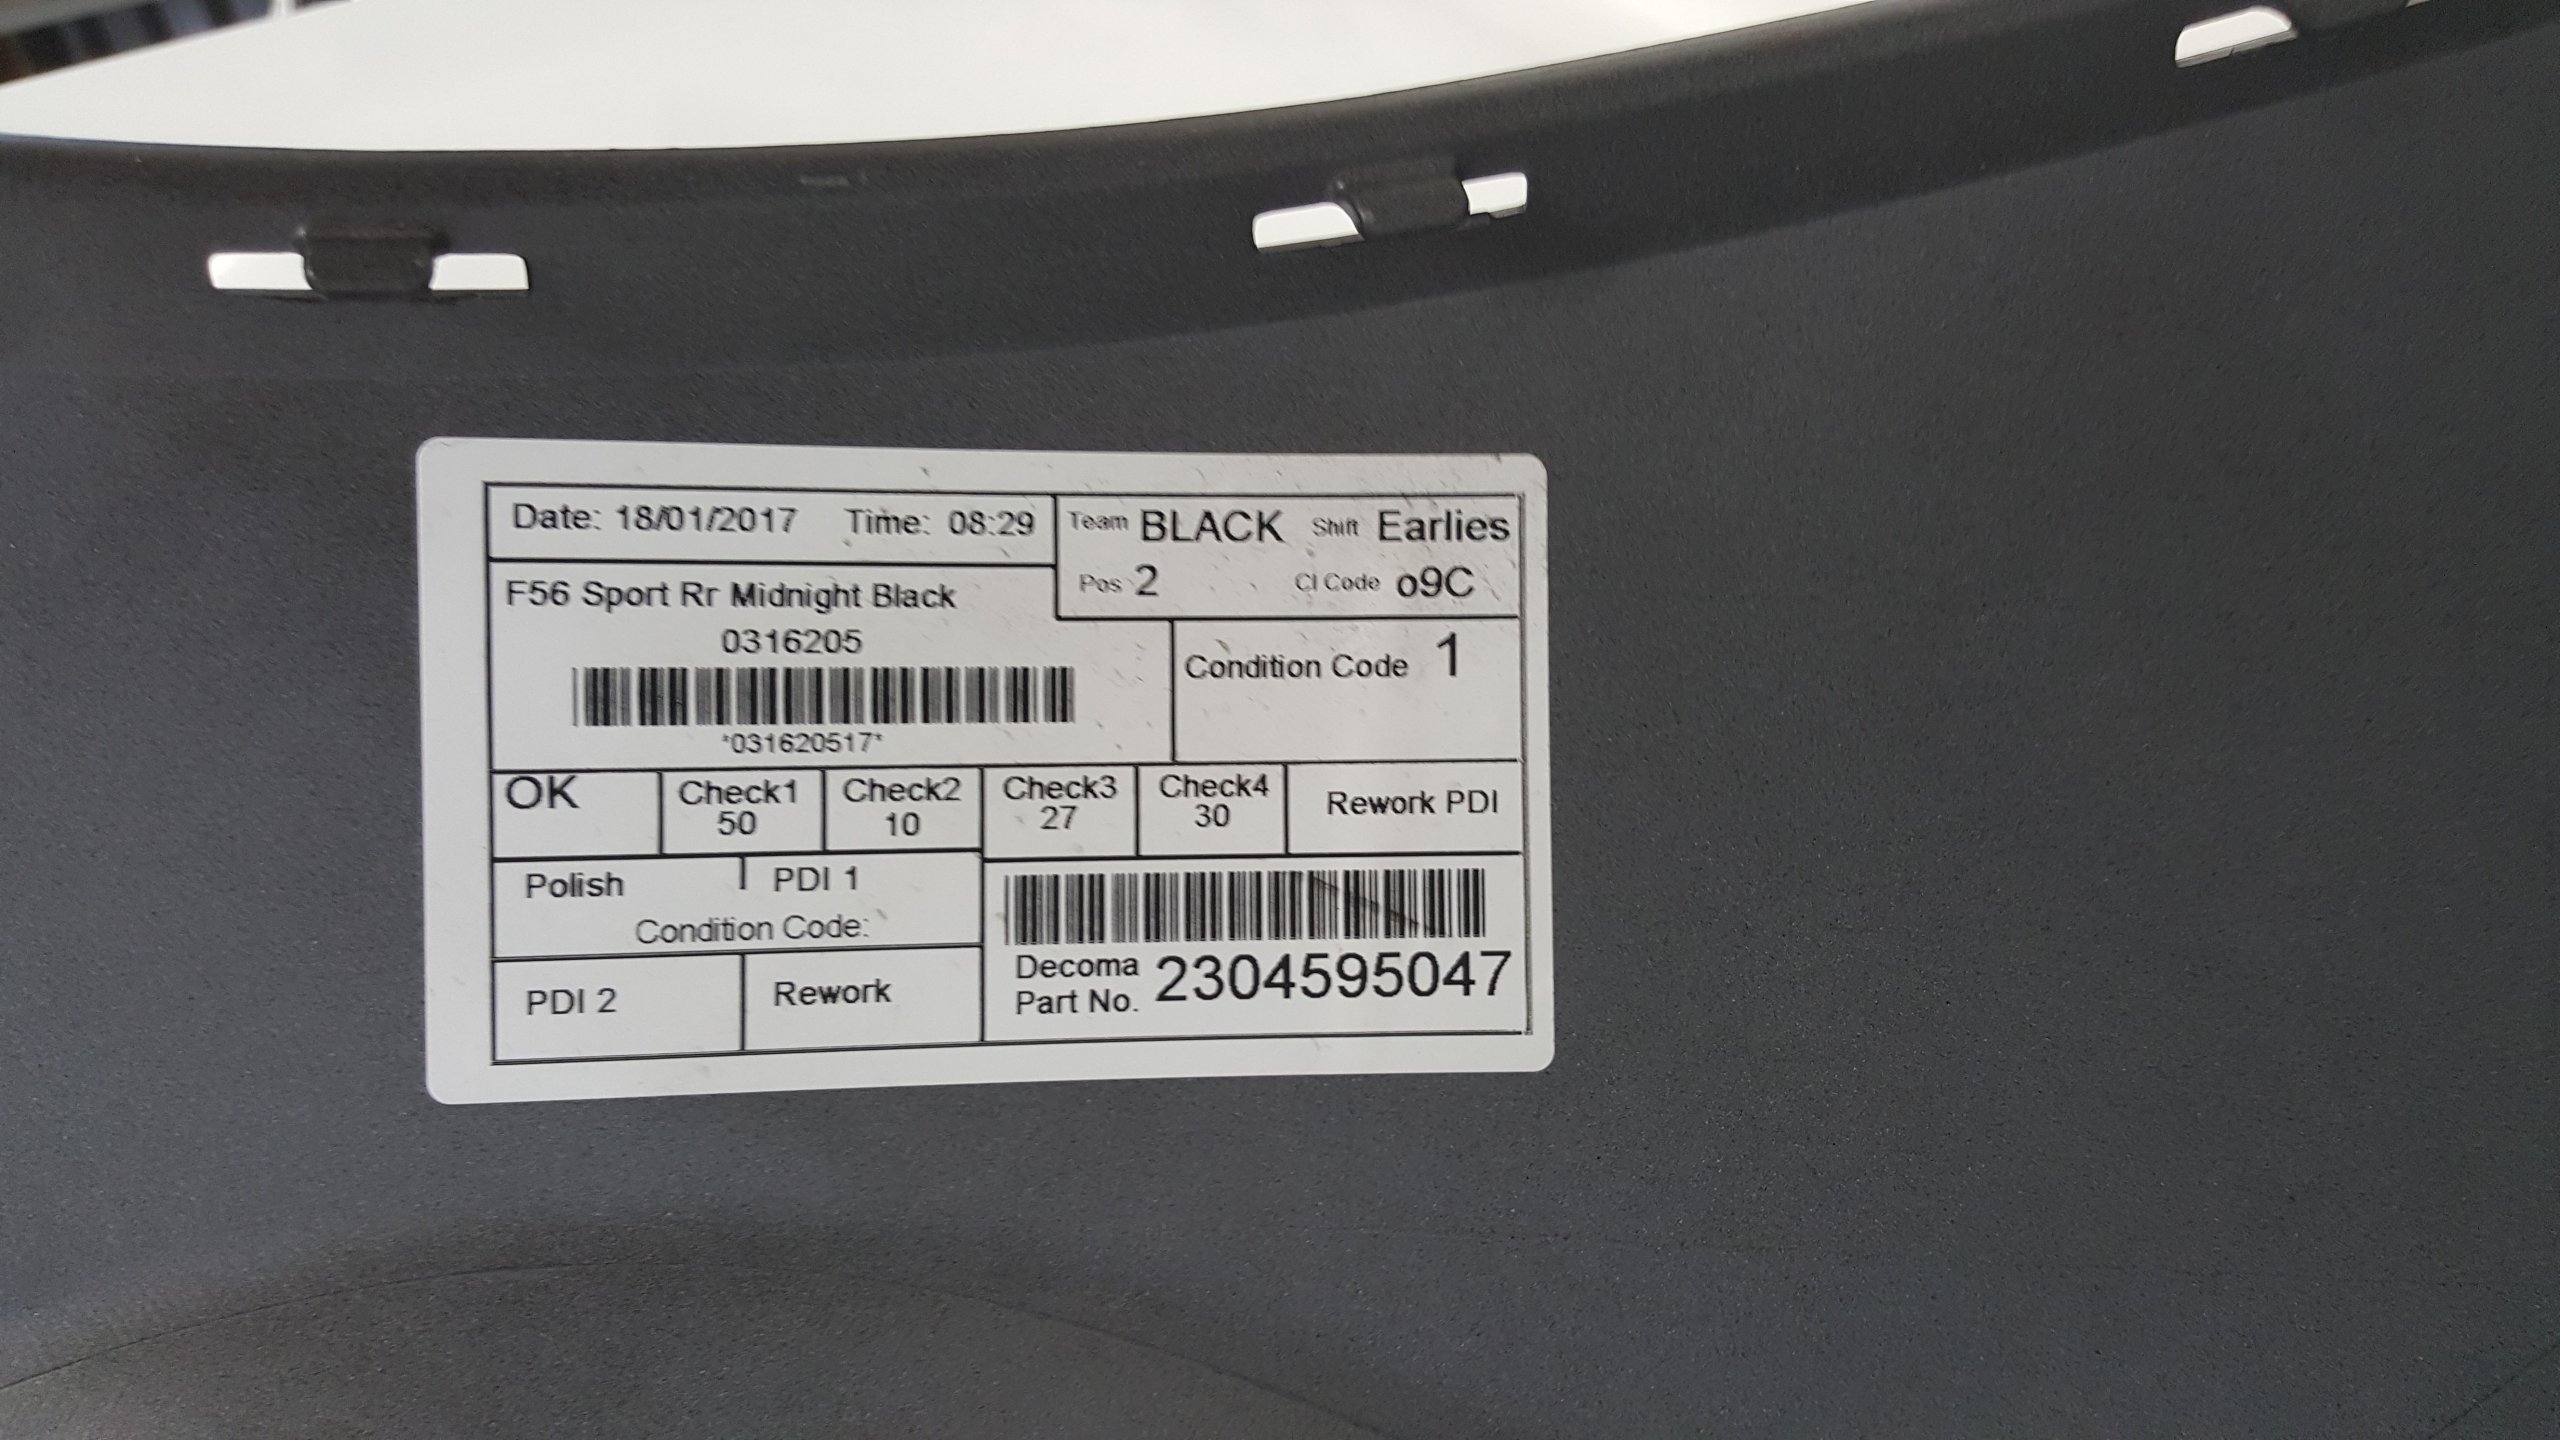 Date: 18/01/2017 Time: 08:29
Team BLACK Shift Earlies
Pos 2 CI Code o9C
F56 Sport Rr Midnight Black
0316205
*031620517*
Condition Code 1
OK
Check1
50
Check2
10
Check3
27
Check4
30
Rework PDI
Polish PDI 1
Condition Code:
PDI 2
Rework
Decoma
Part No. 2304595047